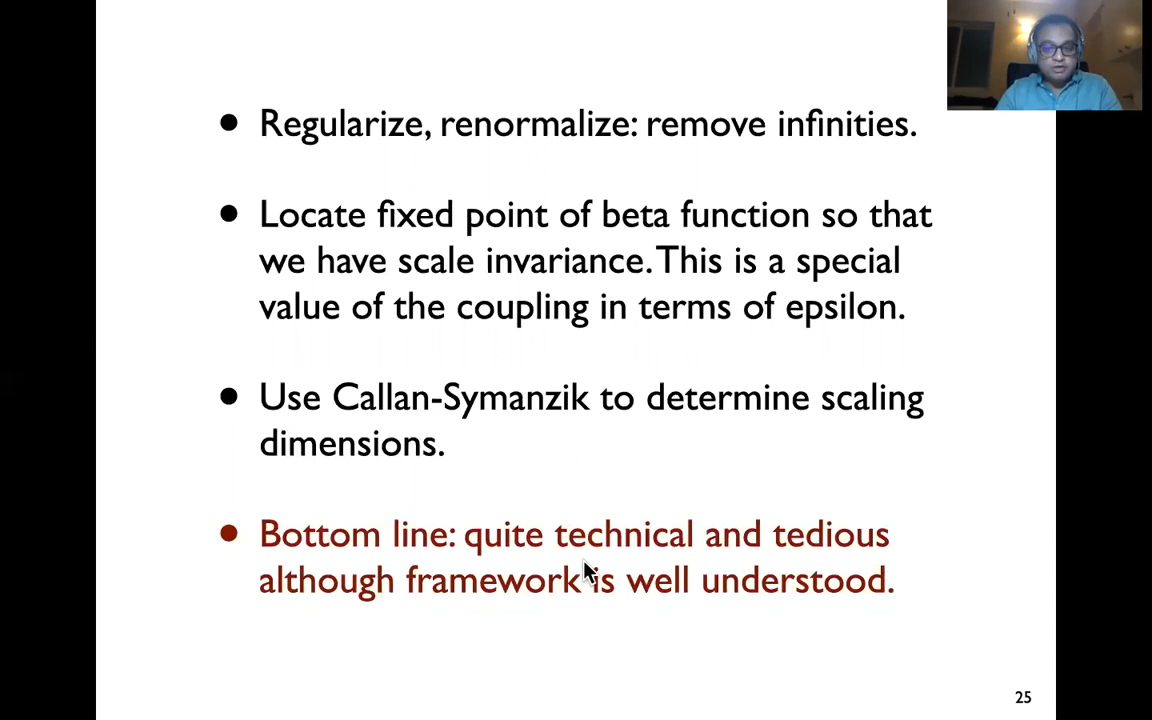 • Regularize, renormalize: remove infinities.
• Locate fixed point of beta function so that
we have scale invariance. This is a special
value of the coupling in terms of epsilon.
• Use Callan-Symanzik to determine scaling
dimensions.
• Bottom line: quite technical and tedious
although framework is well understood.
25